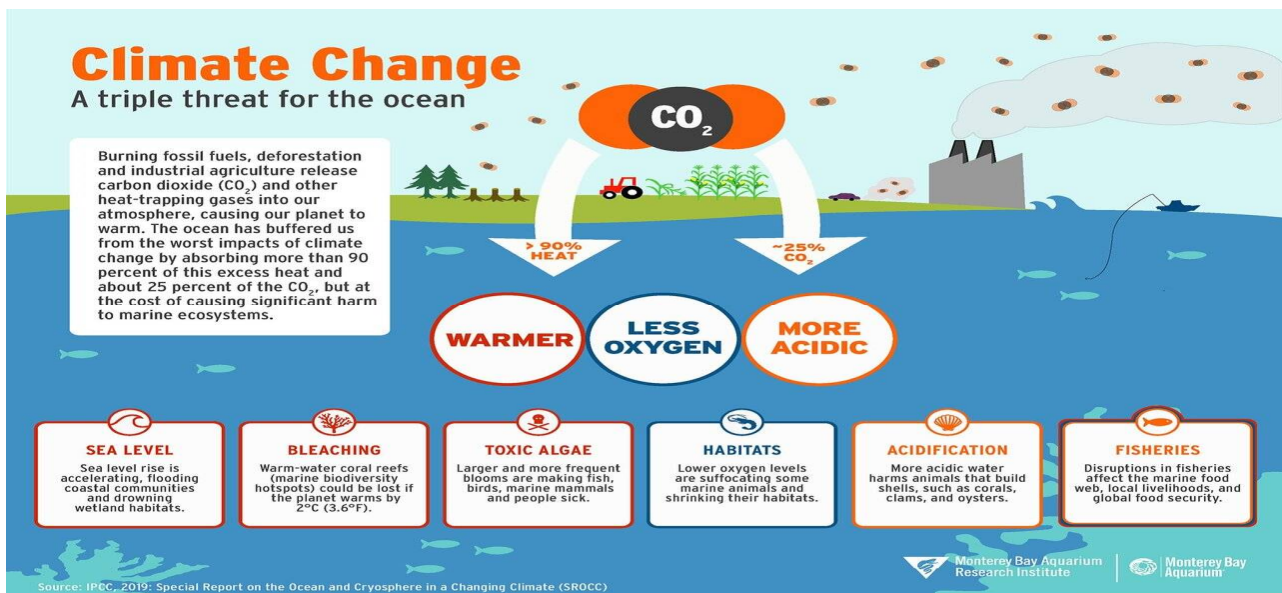 Climate Change
A triple threat for the ocean
Burning fossil fuels, deforestation
and industrial agriculture release
carbon dioxide (CO₂) and other
heat-trapping gases into our
atmosphere, causing our planet to
warm. The ocean has buffered us
from the worst impacts of climate
change by absorbing more than 90
percent of this excess heat and
about 25 percent of the CO₂, but at
the cost of causing significant harm
to marine ecosystems.
CO₂
> 90%
HEAT
~25%
CO₂
WARMER
LESS
OXYGEN
MORE
ACIDIC
SEA LEVEL
Sea level rise is
accelerating, flooding
coastal communities
and drowning
wetland habitats.
BLEACHING
Warm-water coral reefs
(marine biodiversity
hotspots) could be lost if
the planet warms by
2°C (3.6°F).
TOXIC ALGAE
Larger and more frequent
blooms are making fish,
birds, marine mammals
and people sick.
HABITATS
Lower oxygen levels
are suffocating some
marine animals and
shrinking their habitats.
ACIDIFICATION
More acidic water
harms animals that build
shells, such as corals,
clams, and oysters.
FISHERIES
Disruptions in fisheries
affect the marine food
web, local livelihoods, and
global food security.
Source: IPCC, 2019: Special Report on the Ocean and Cryosphere in a Changing Climate (SROCC)
Monterey Bay Aquarium
Research Institute
Monterey Bay
Aquarium